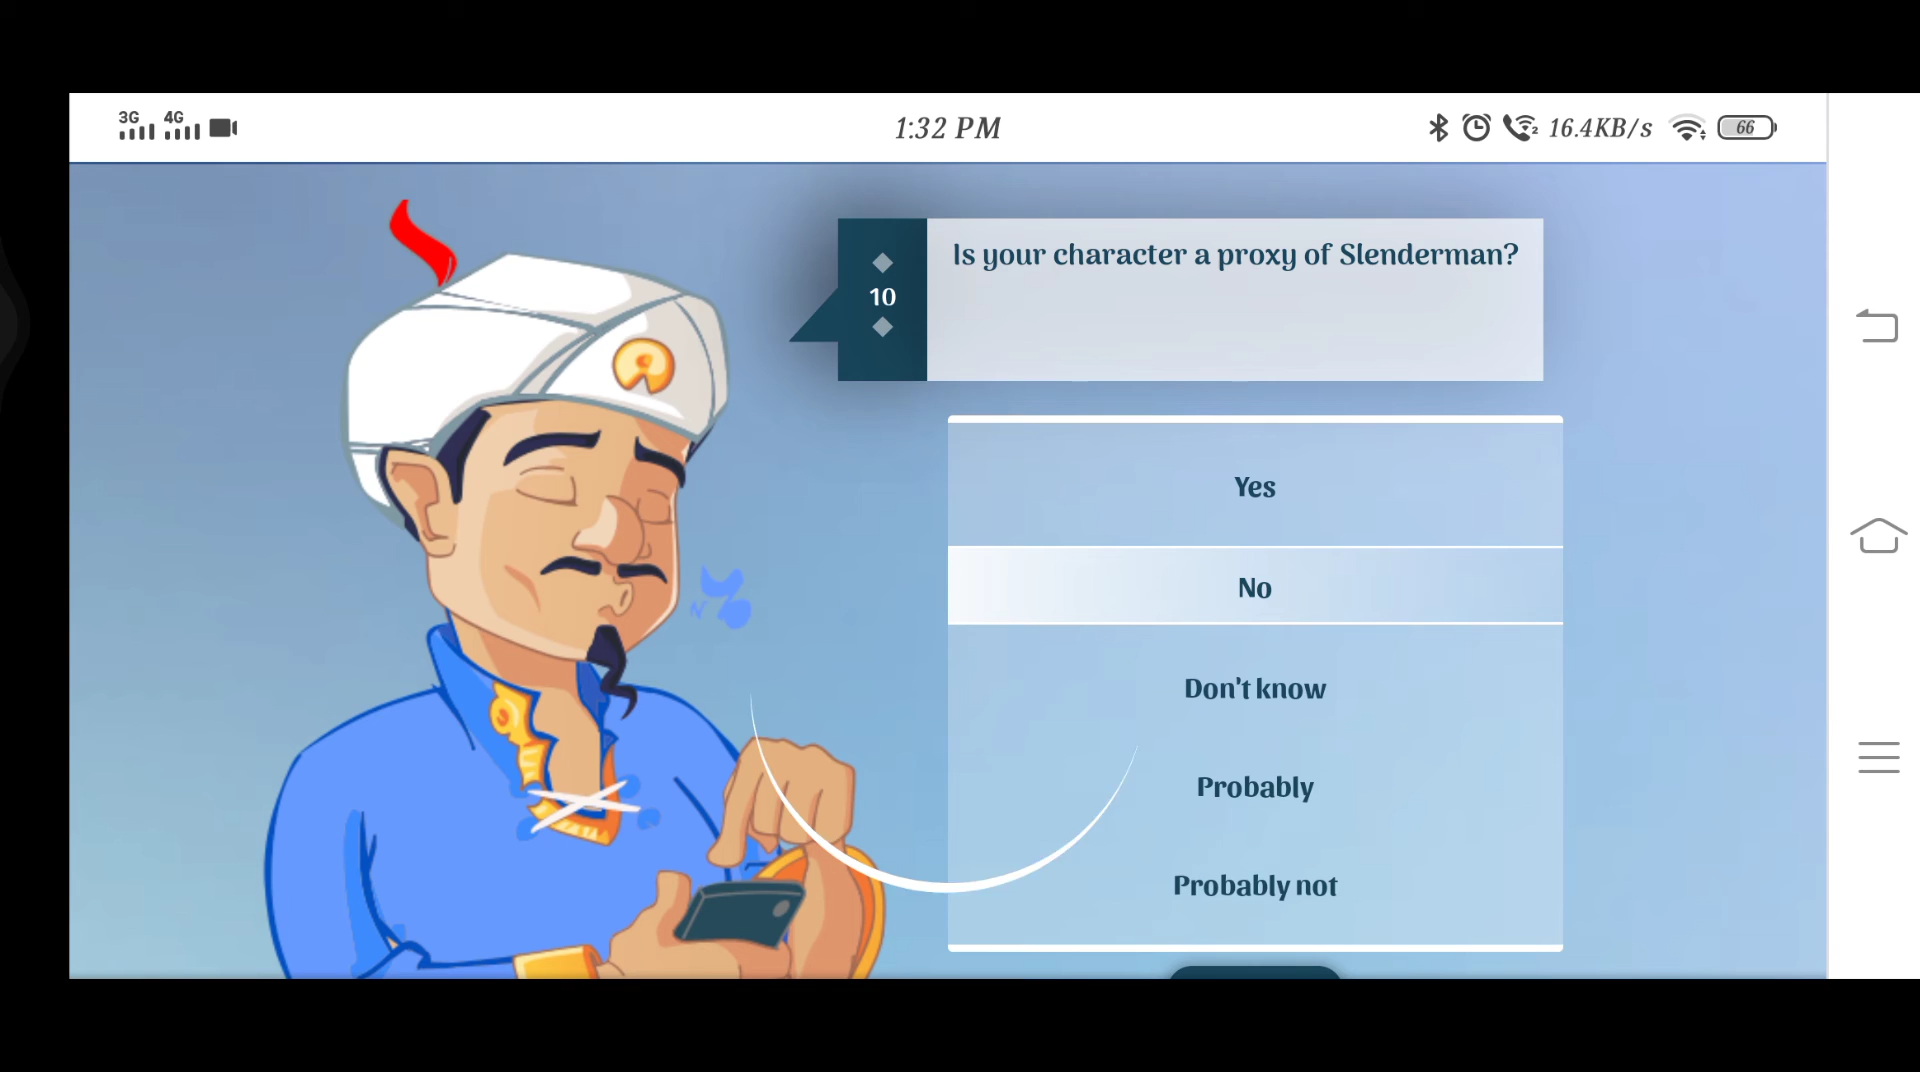 3G 4G
1:32 PM
2 16.4KB/s 66
10
Is your character a proxy of Slenderman?
Yes
No
Don't know
Probably
Probably not